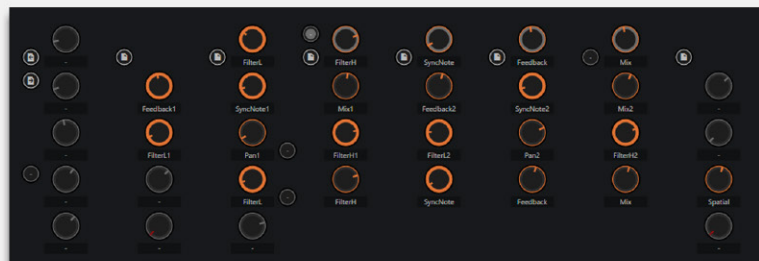 - FilterL FilterH SyncNote Feedback Mix
- Feedback1 SyncNote1 Mix1 Feedback2 SyncNote2 Mix2 -
- FilterL1 Pan1 FilterH1 FilterL2 Pan2 FilterH2 -
- - FilterL FilterH SyncNote Feedback Mix Spatial
- - - -